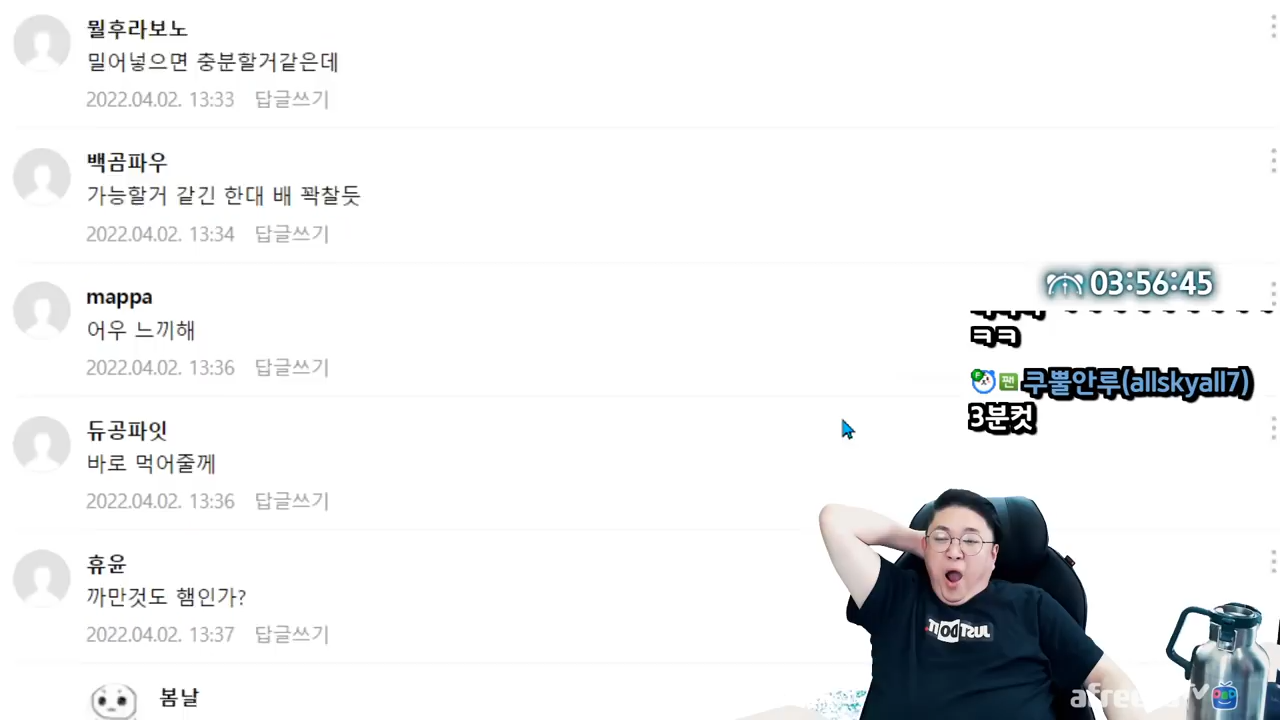 뭘후라보노
밀어넣으면 충분할거같은데
2022.04.02. 13:33 답글쓰기
백곰파우
가능할거 같긴 한대 배 꽉찰듯
2022.04.02. 13:34 답글쓰기
mappa
어우 느끼해
2022.04.02. 13:36 답글쓰기
듀공파잇
바로 먹어줄께
2022.04.02. 13:36 답글쓰기
휴윤
까만것도 햄인가?
2022.04.02. 13:37 답글쓰기
봄날
03:56:45
ㅋㅋ
팬 쿠뿔안루(allskyall7)
3분컷
JUST DO IT